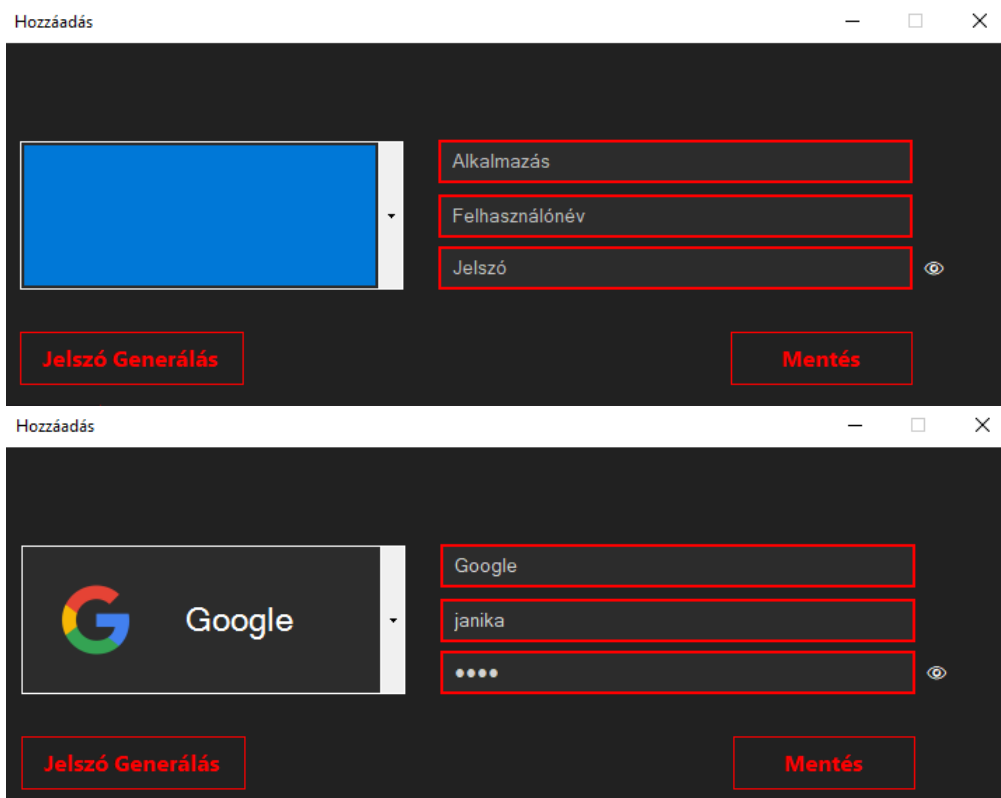 Hozzáadás
Alkalmazás
Felhasználónév
Jelszó
Jelszó Generálás
Mentés
Hozzáadás
Google
Google
janika
●●●●
Jelszó Generálás
Mentés